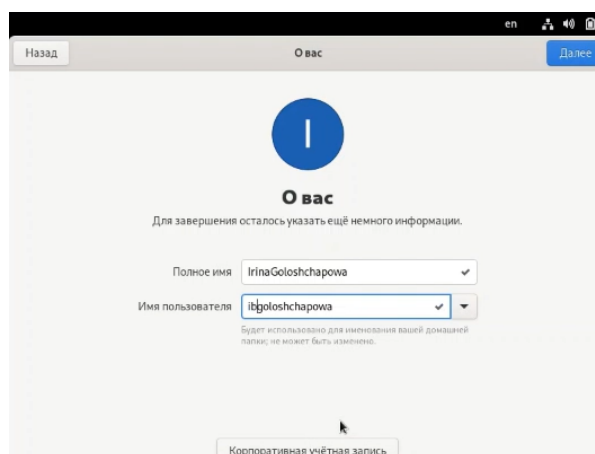 en
Назад
О вас
Далее
I
О вас
Для завершения осталось указать ещё немного информации.
Полное имя IrinaGoloshchapowa
Имя пользователя ibgoloshchapowa
Будет использовано для именования вашей домашней
папки; не может быть изменено.
Корпоративная учётная запись